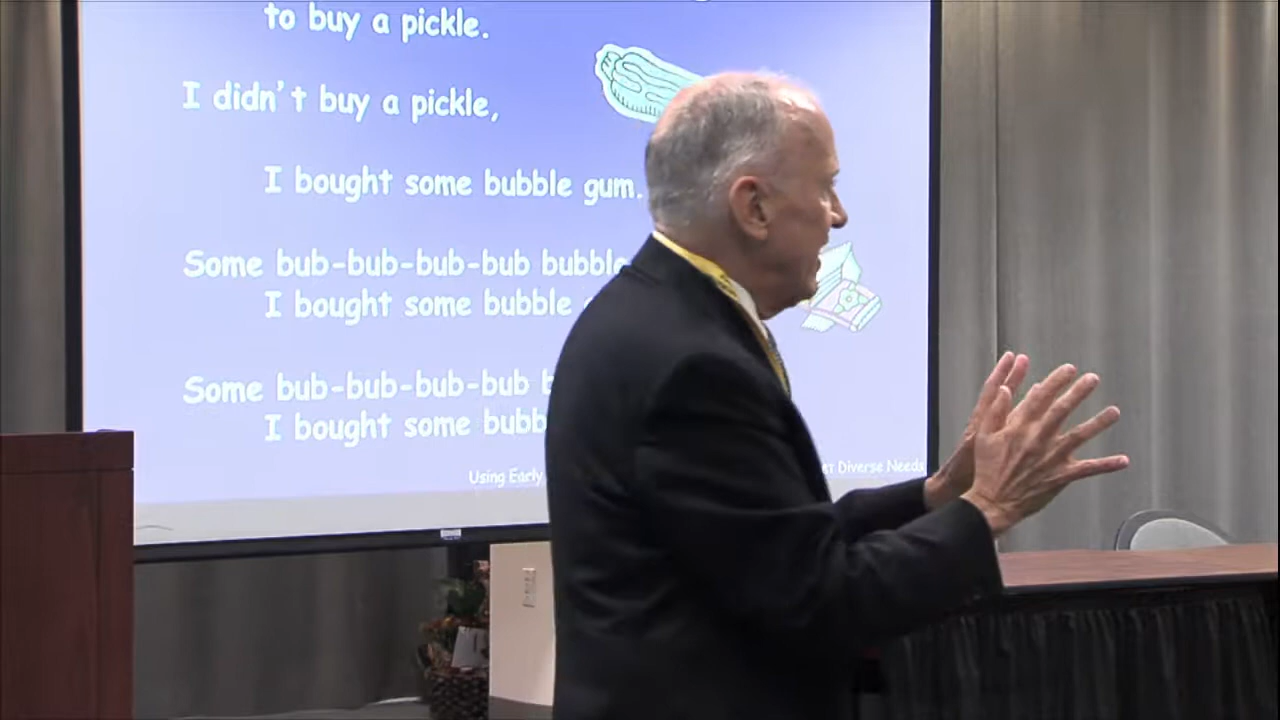 to buy a pickle.
I didn't buy a pickle,
I bought some bubble gum.
Some bub-bub-bub-bub bubble
I bought some bubble
Some bub-bub-bub-bub
I bought some
Using Early
Diverse Needs